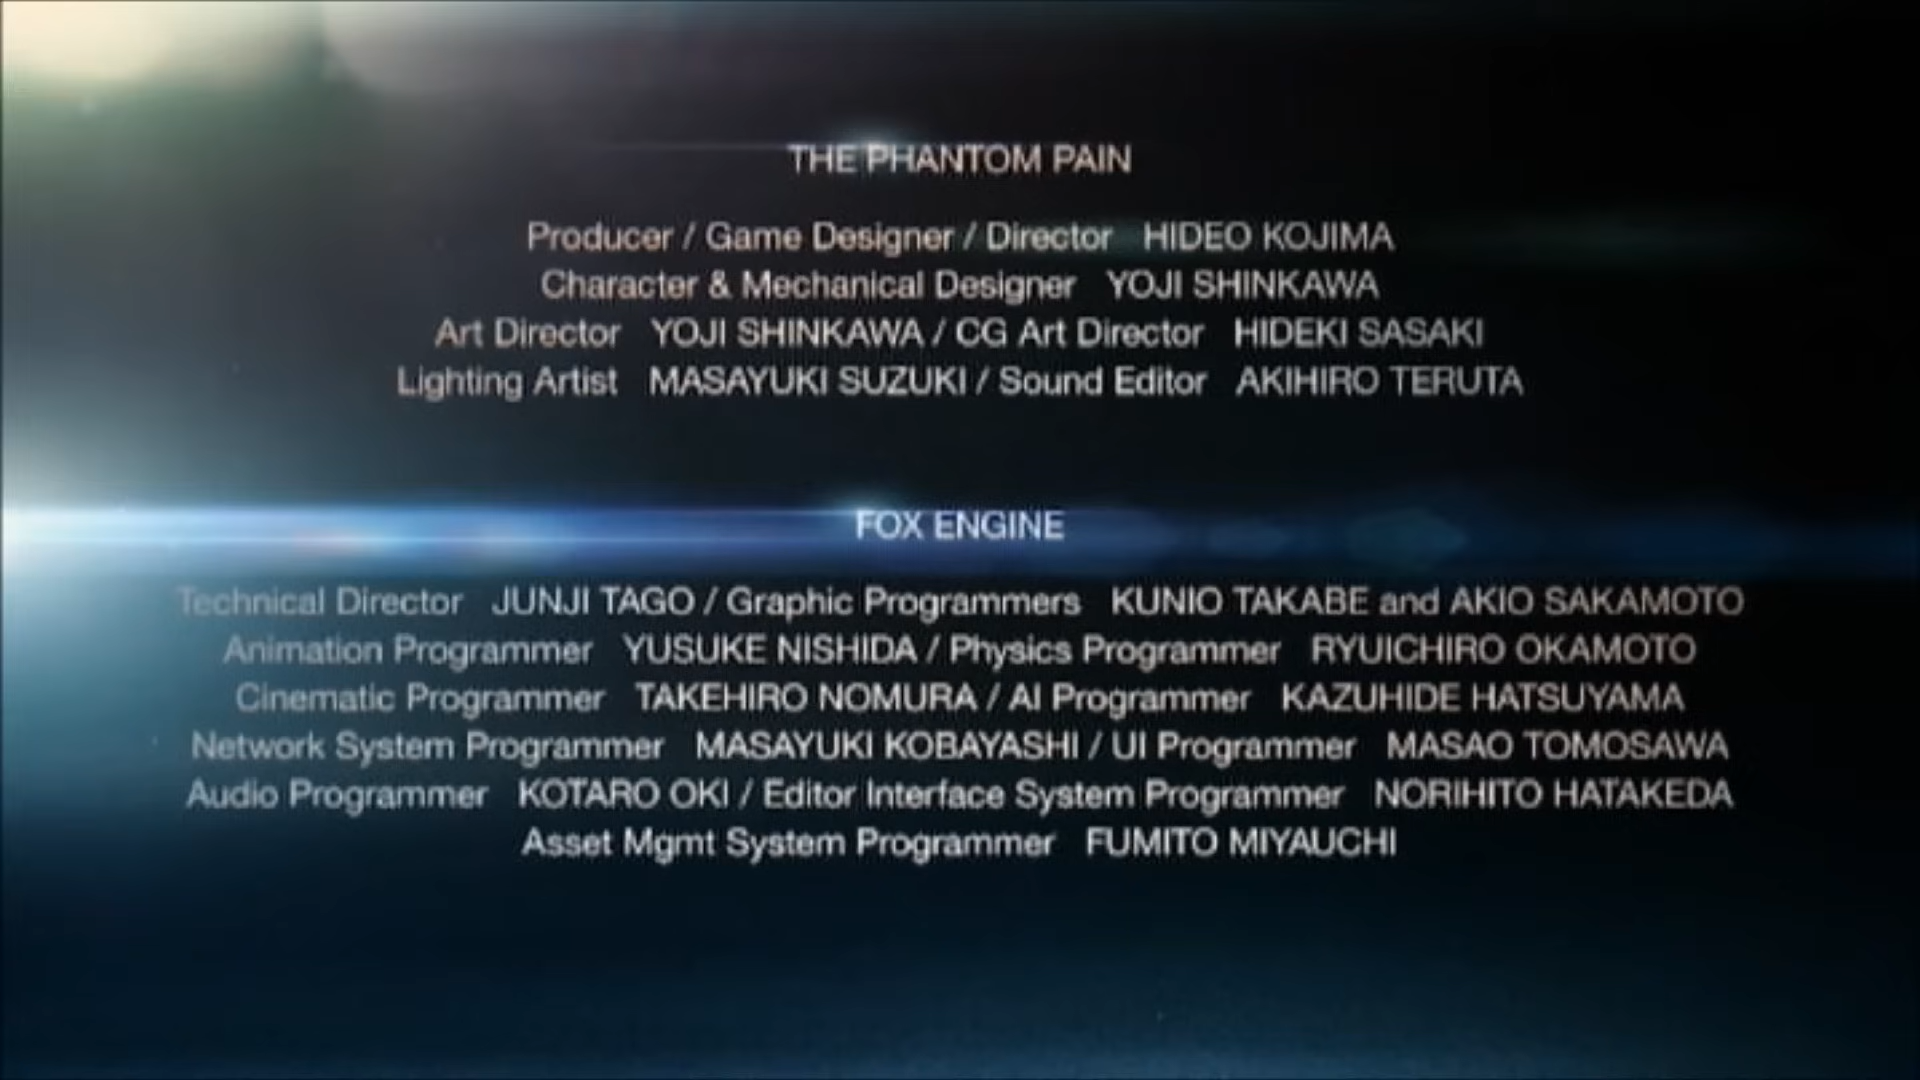 THE PHANTOM PAIN
Producer / Game Designer / Director HIDEO KOJIMA
Character & Mechanical Designer YOJI SHINKAWA
Art Director YOJI SHINKAWA / CG Art Director HIDEKI SASAKI
Lighting Artist MASAYUKI SUZUKI / Sound Editor AKIHIRO TERUTA
FOX ENGINE
Technical Director JUNJI TAGO / Graphic Programmers KUNIO TAKABE and AKIO SAKAMOTO
Animation Programmer YUSUKE NISHIDA / Physics Programmer RYUICHIRO OKAMOTO
Cinematic Programmer TAKEHIRO NOMURA / AI Programmer KAZUHIDE HATSUYAMA
Network System Programmer MASAYUKI KOBAYASHI / UI Programmer MASAO TOMOSAWA
Audio Programmer KOTARO OKI / Editor Interface System Programmer NORIHITO HATAKEDA
Asset Mgmt System Programmer FUMITO MIYAUCHI